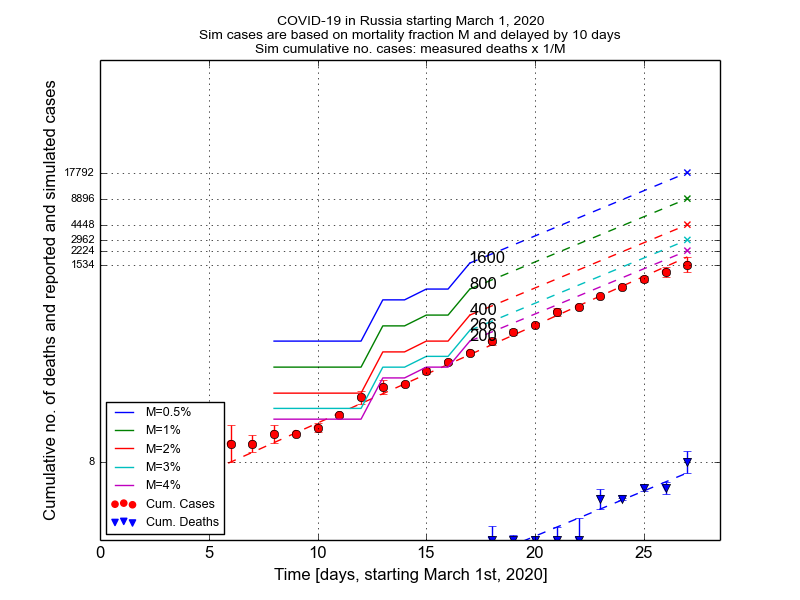 COVID-19 in Russia starting March 1, 2020
Sim cases are based on mortality fraction M and delayed by 10 days
Sim cumulative no. cases: measured deaths x 1/M
Cumulative no. of deaths and reported and simulated cases
17792
8896
4448
2962
2224
1534
8
1600
800
400
266
200
M=0.5%
M=1%
M=2%
M=3%
M=4%
Cum. Cases
Cum. Deaths
0 5 10 15 20 25
Time [days, starting March 1st, 2020]